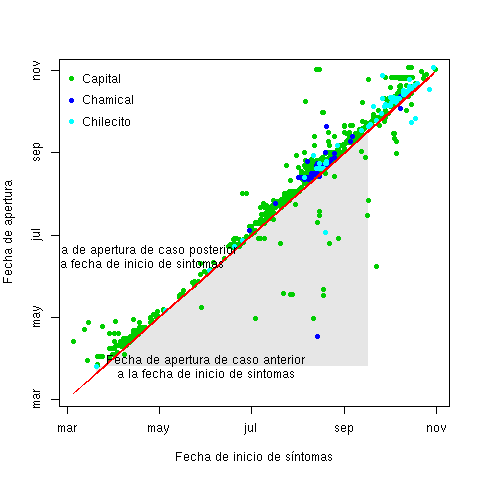 nov
sep
jul
may
mar
Fecha de apertura
Capital
Chamical
Chilecito
a de apertura de caso posterior
a fecha de inicio de síntomas
Fecha de apertura de caso anterior
a la fecha de inicio de síntomas
mar
may
jul
sep
nov
Fecha de inicio de síntomas